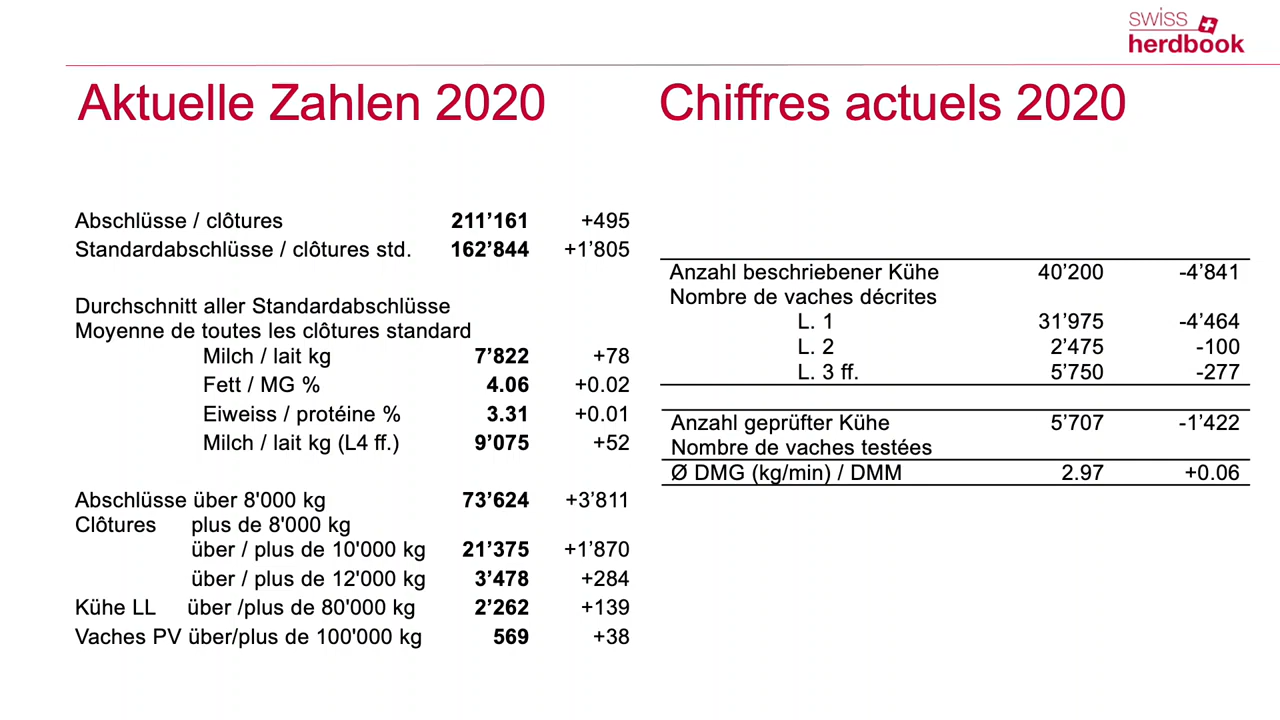 swiss
herdbook
Aktuelle Zahlen 2020
Chiffres actuels 2020
Abschlüsse / clôtures 211’161 +495
Standardabschlüsse / clôtures std. 162’844 +1’805
Durchschnitt aller Standardabschlüsse
Moyenne de toutes les clôtures standard
Milch / lait kg 7’822 +78
Fett / MG % 4.06 +0.02
Eiweiss / protéine % 3.31 +0.01
Milch / lait kg (L4 ff.) 9’075 +52
Abschlüsse über 8'000 kg 73’624 +3’811
Clôtures plus de 8'000 kg
über / plus de 10'000 kg 21’375 +1’870
über / plus de 12'000 kg 3’478 +284
Kühe LL über /plus de 80'000 kg 2’262 +139
Vaches PV über/plus de 100'000 kg 569 +38
Anzahl beschriebener Kühe 40’200 -4’841
Nombre de vaches décrites
L. 1 31’975 -4’464
L. 2 2’475 -100
L. 3 ff. 5’750 -277
Anzahl geprüfter Kühe 5’707 -1’422
Nombre de vaches testées
Ø DMG (kg/min) / DMM 2.97 +0.06